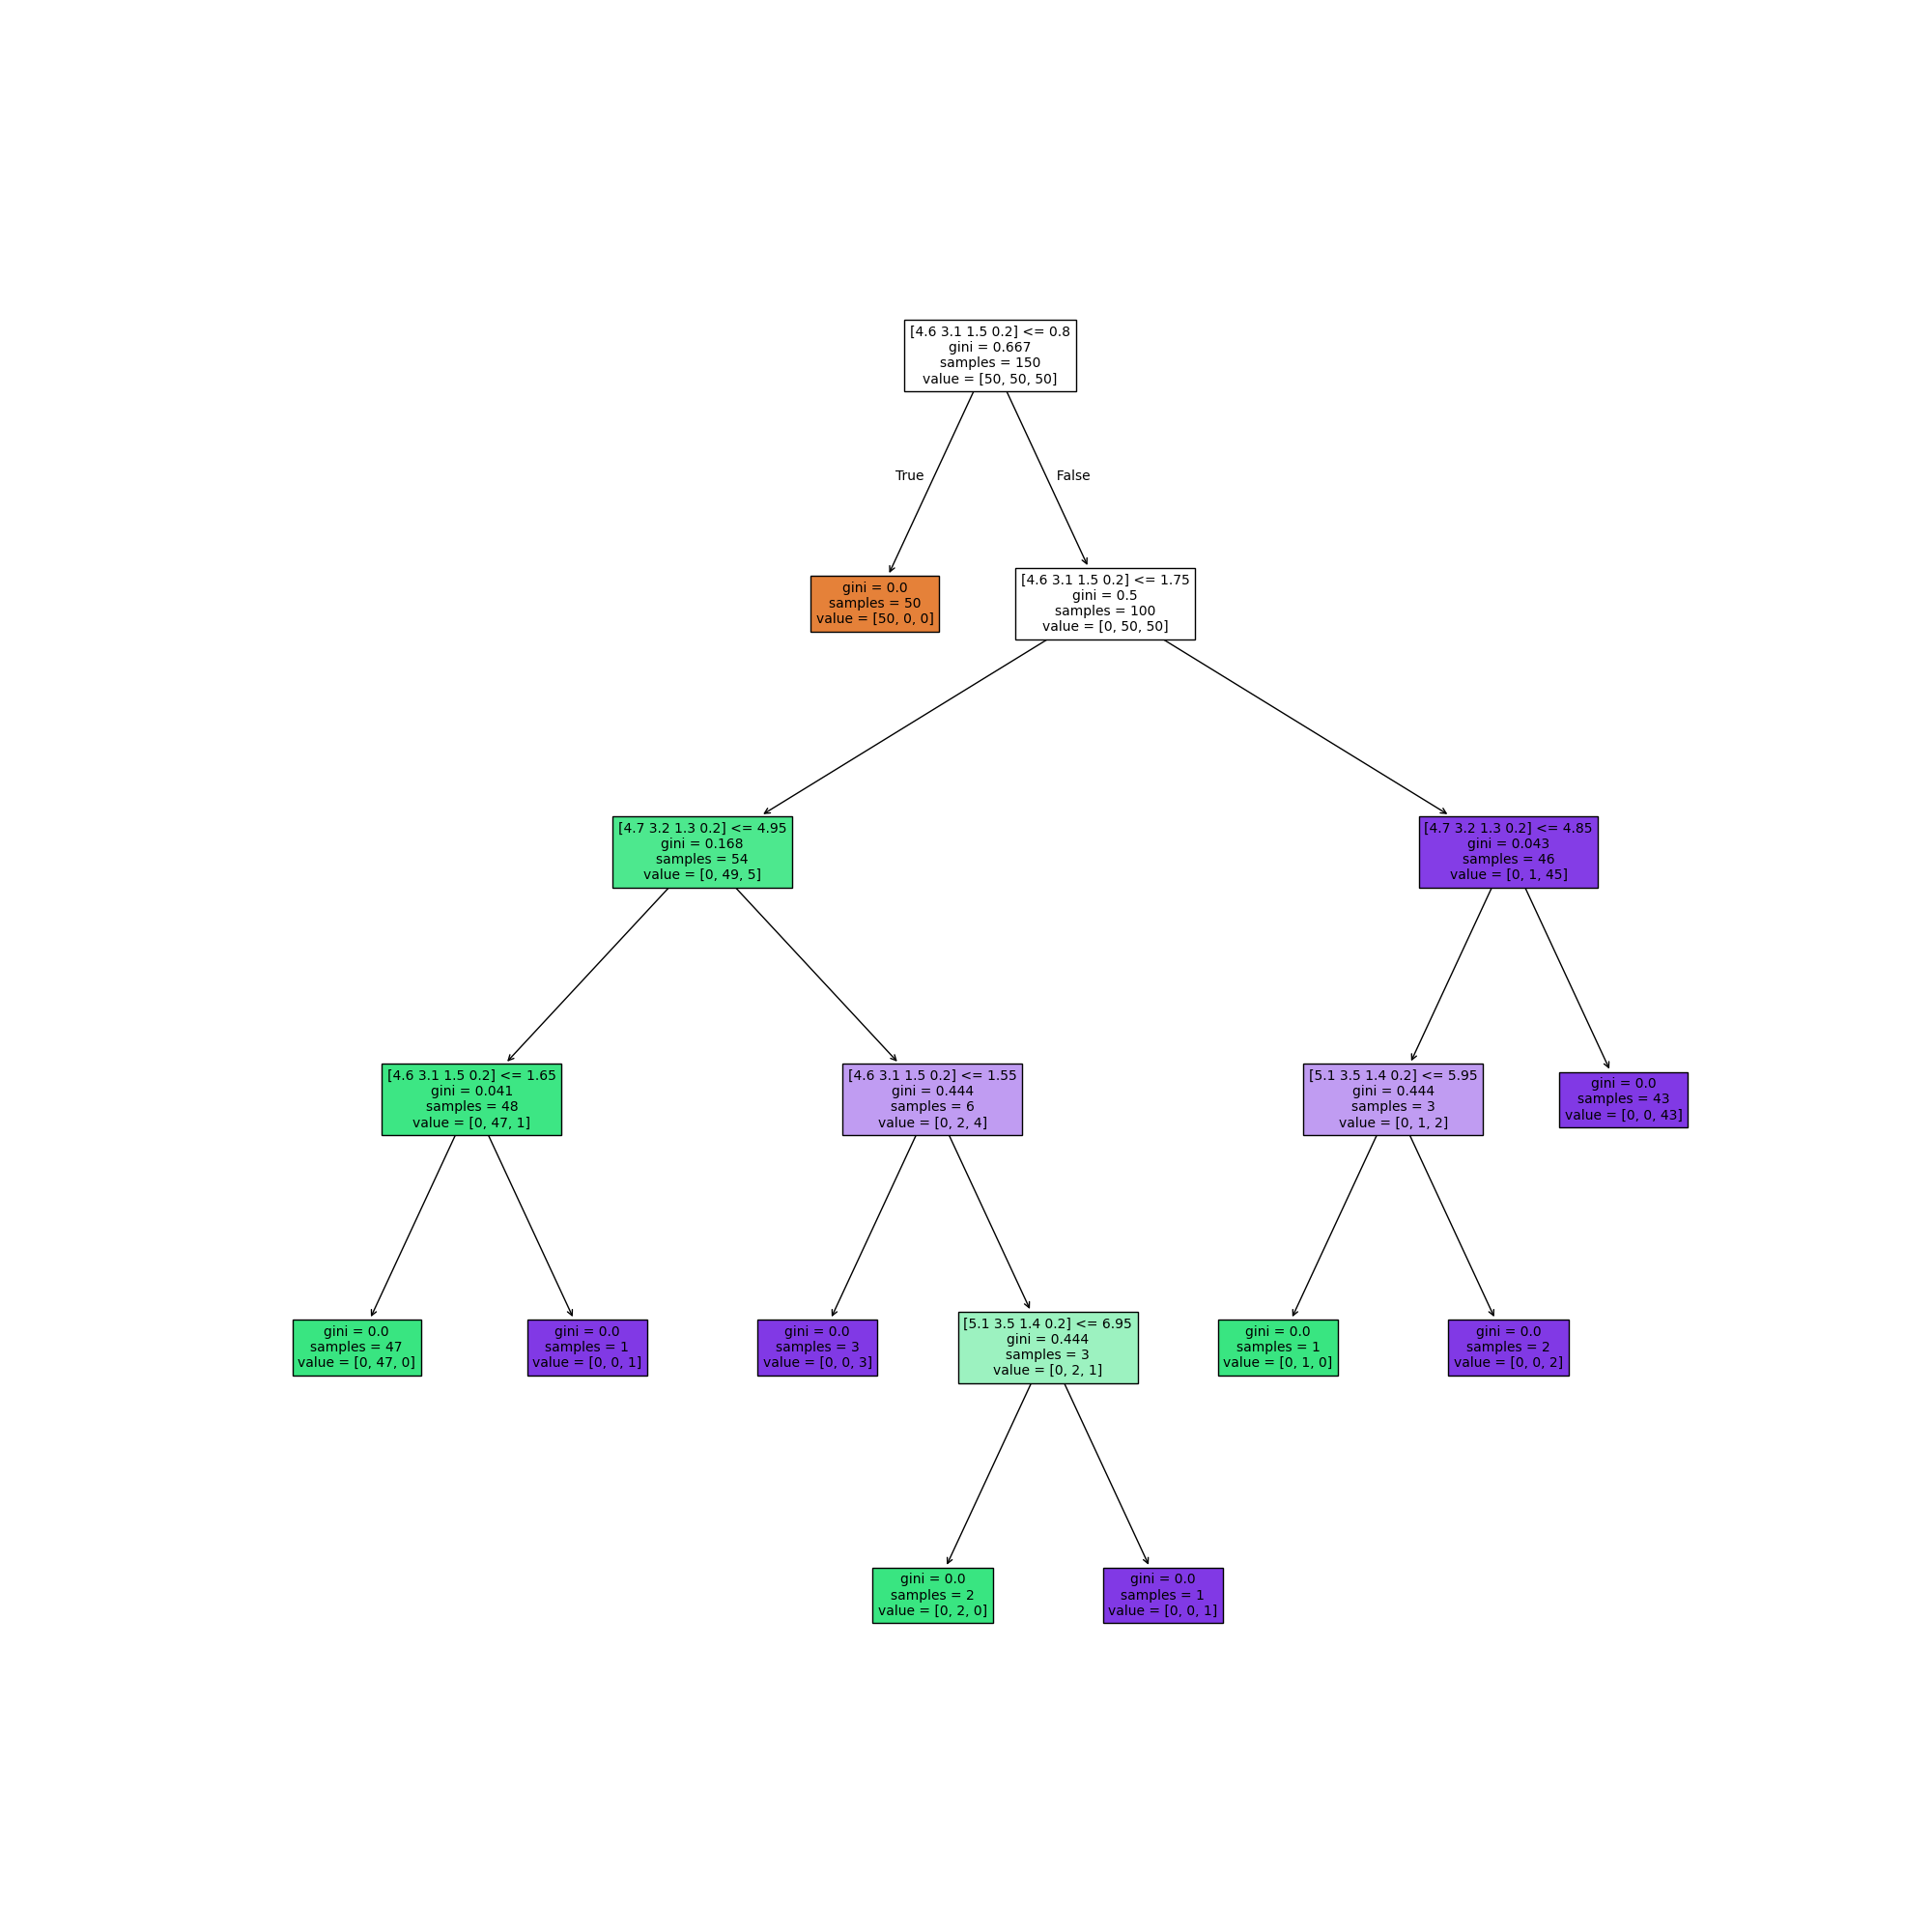 [4.6 3.1 1.5 0.2] <= 0.8
gini = 0.667
samples = 150
value = [50, 50, 50]
True
False
gini = 0.0
samples = 50
value = [50, 0, 0]
[4.6 3.1 1.5 0.2] <= 1.75
gini = 0.5
samples = 100
value = [0, 50, 50]
[4.7 3.2 1.3 0.2] <= 4.95
gini = 0.168
samples = 54
value = [0, 49, 5]
[4.7 3.2 1.3 0.2] <= 4.85
gini = 0.043
samples = 46
value = [0, 1, 45]
[4.6 3.1 1.5 0.2] <= 1.65
gini = 0.041
samples = 48
value = [0, 47, 1]
[4.6 3.1 1.5 0.2] <= 1.55
gini = 0.444
samples = 6
value = [0, 2, 4]
[5.1 3.5 1.4 0.2] <= 5.95
gini = 0.444
samples = 3
value = [0, 1, 2]
gini = 0.0
samples = 43
value = [0, 0, 43]
gini = 0.0
samples = 47
value = [0, 47, 0]
gini = 0.0
samples = 1
value = [0, 0, 1]
gini = 0.0
samples = 3
value = [0, 0, 3]
[5.1 3.5 1.4 0.2] <= 6.95
gini = 0.444
samples = 3
value = [0, 2, 1]
gini = 0.0
samples = 1
value = [0, 1, 0]
gini = 0.0
samples = 2
value = [0, 0, 2]
gini = 0.0
samples = 2
value = [0, 2, 0]
gini = 0.0
samples = 1
value = [0, 0, 1]